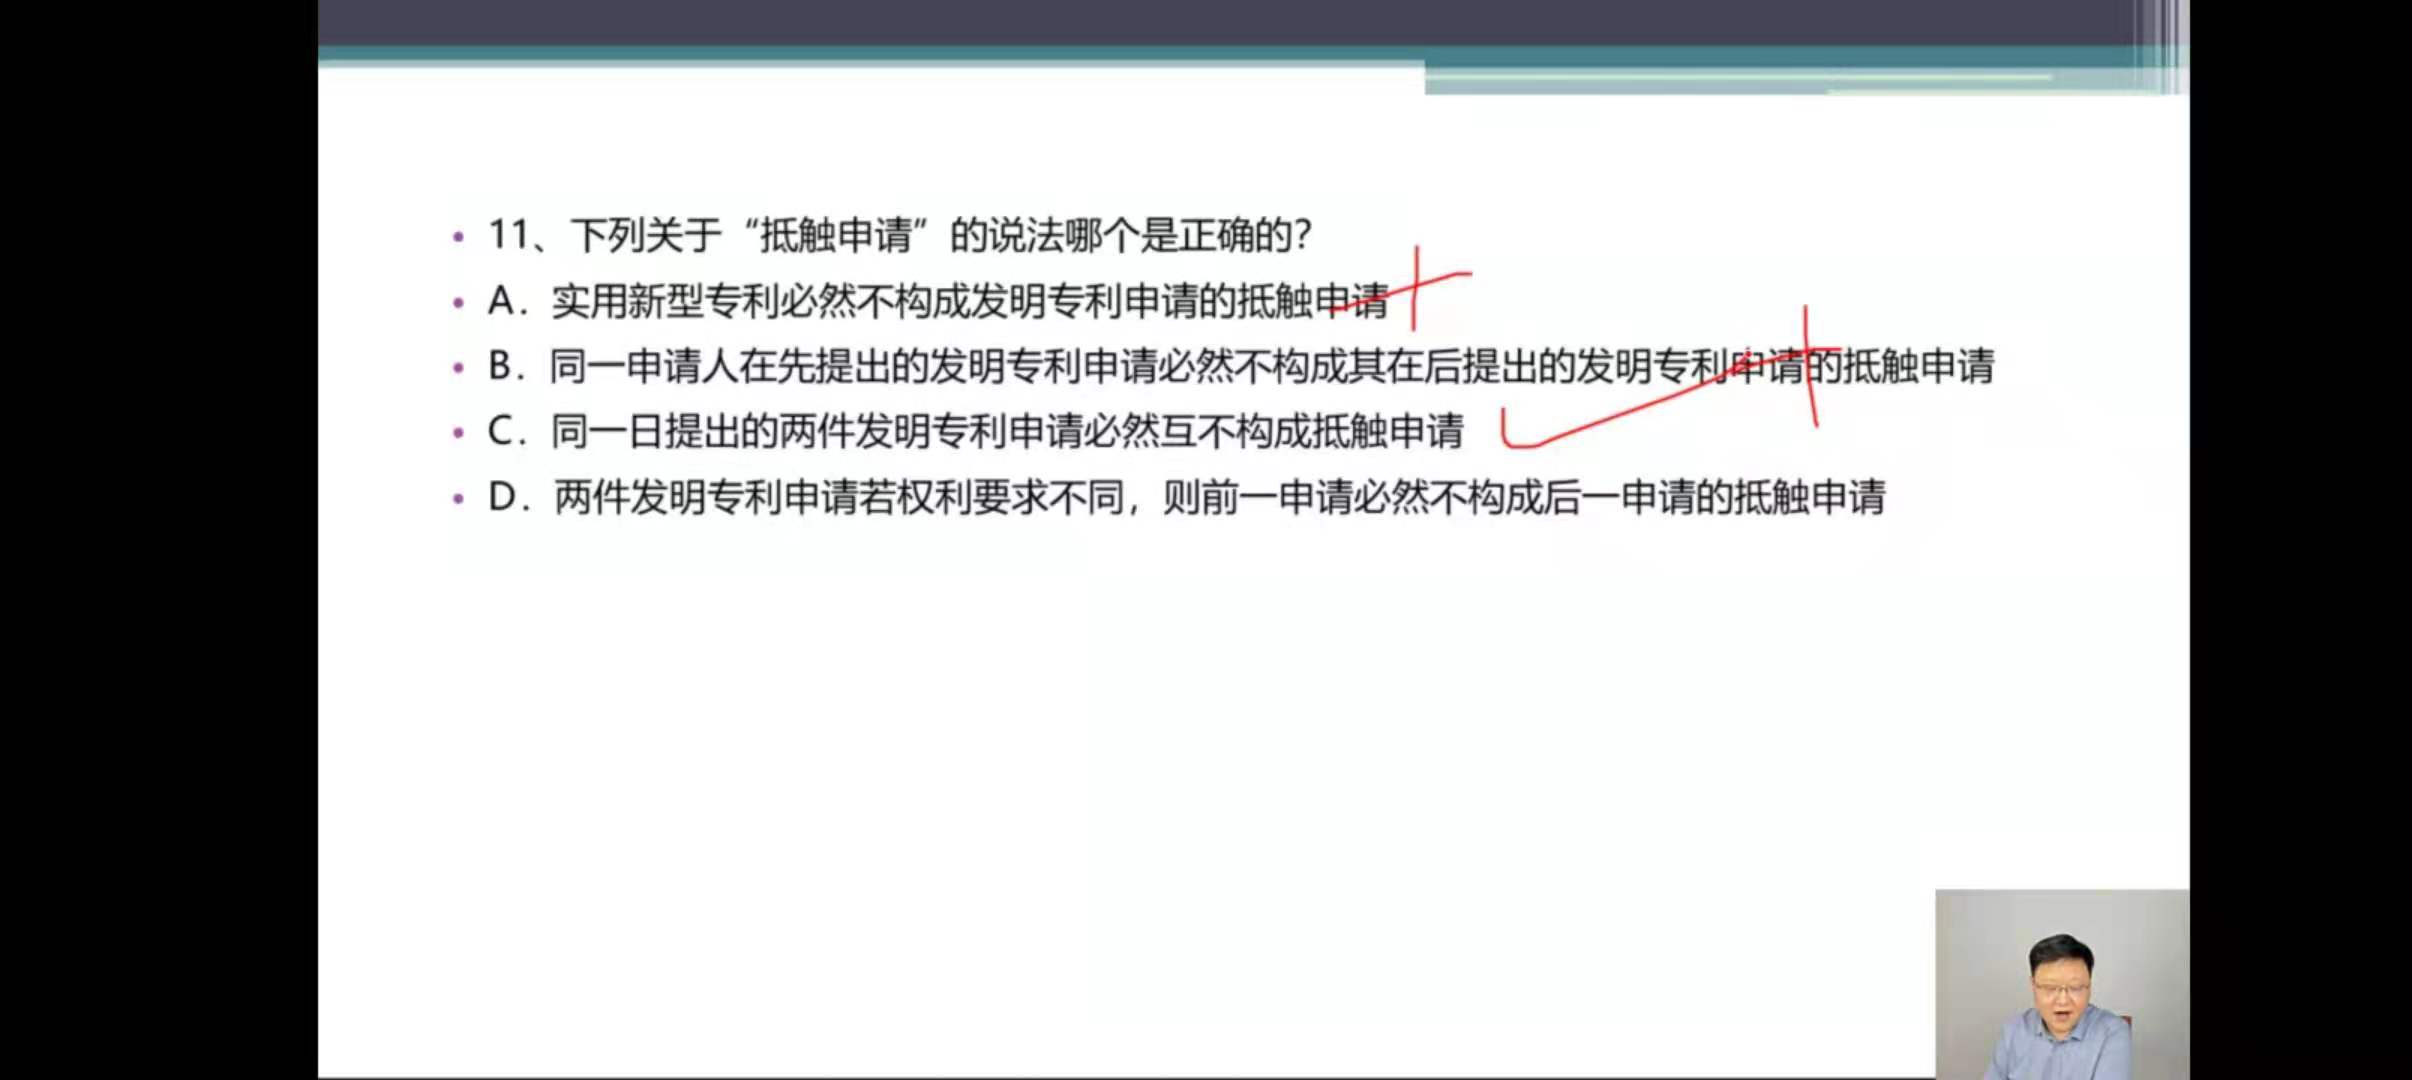 11、下列关于“抵触申请”的说法哪个是正确的？
A．实用新型专利必然不构成发明专利申请的抵触申请
B．同一申请人在先提出的发明专利申请必然不构成其在后提出的发明专利申请的抵触申请
C．同一日提出的两件发明专利申请必然互不构成抵触申请
D．两件发明专利申请若权利要求不同，则前一申请必然不构成后一申请的抵触申请